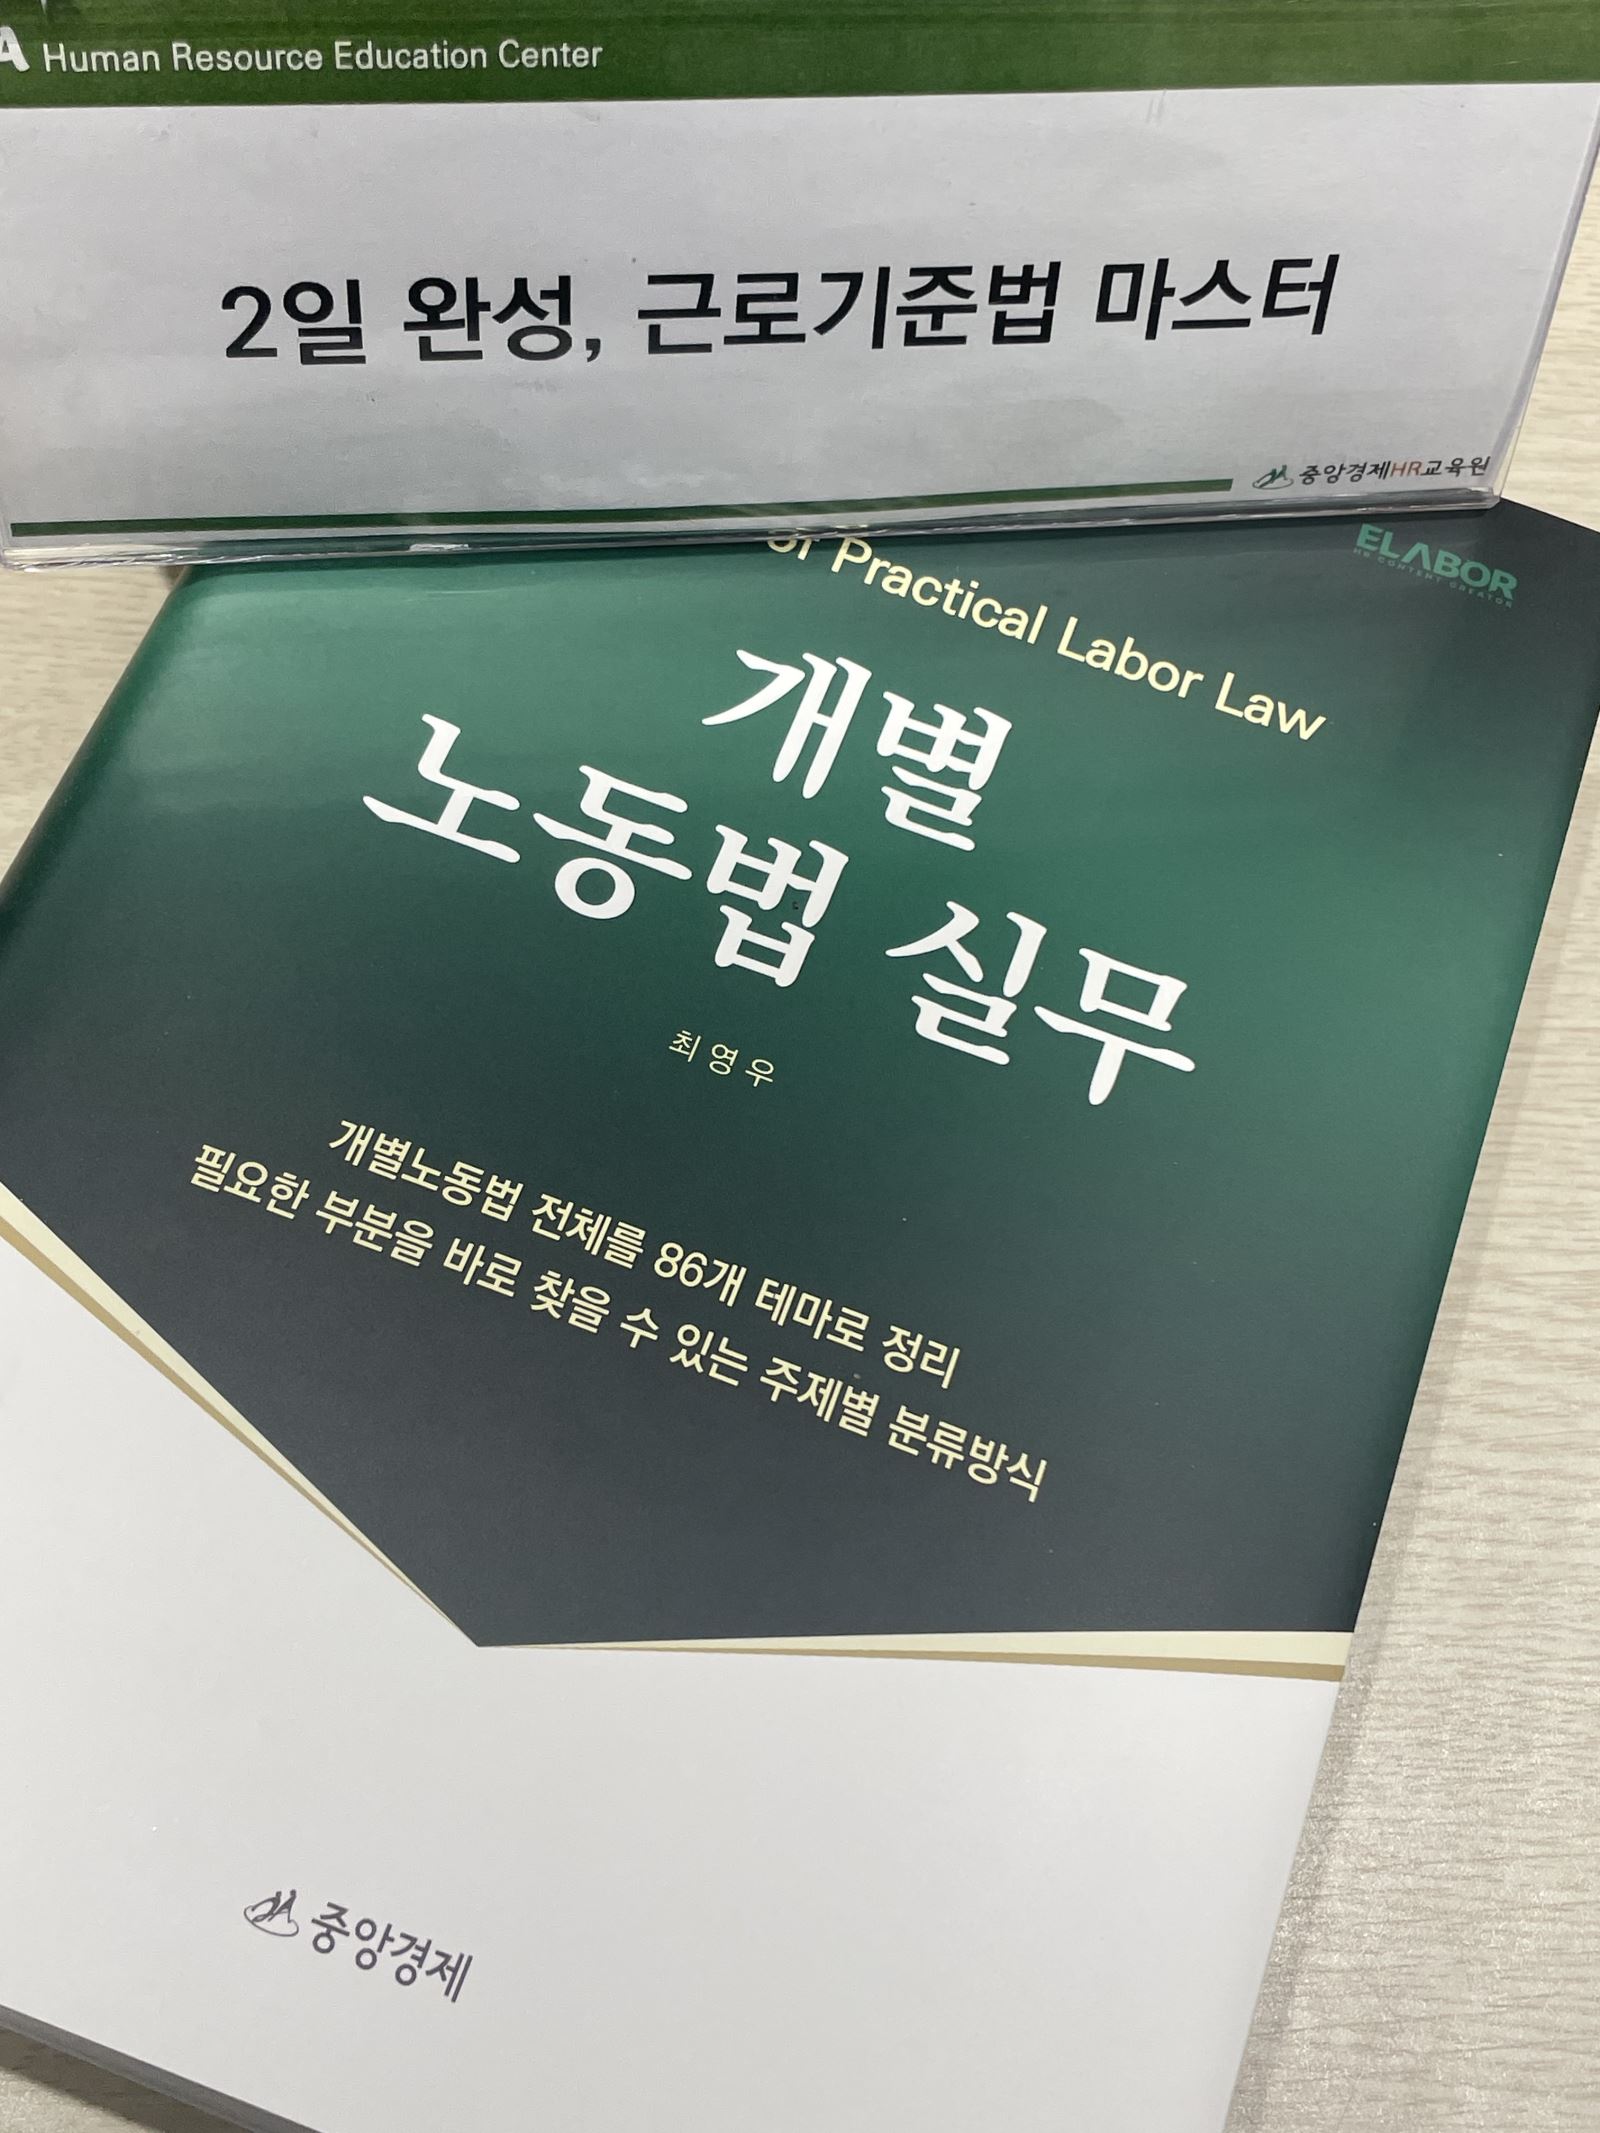 Human Resource Education Center
2일 완성, 근로기준법 마스터
중앙경제HR교육원
ELABOR
HR CONTENT CREATOR
of Practical Labor Law
개별
노동법 실무
최영우
개별노동법 전체를 86개 테마로 정리
필요한 부분을 바로 찾을 수 있는 주제별 분류방식
중앙경제